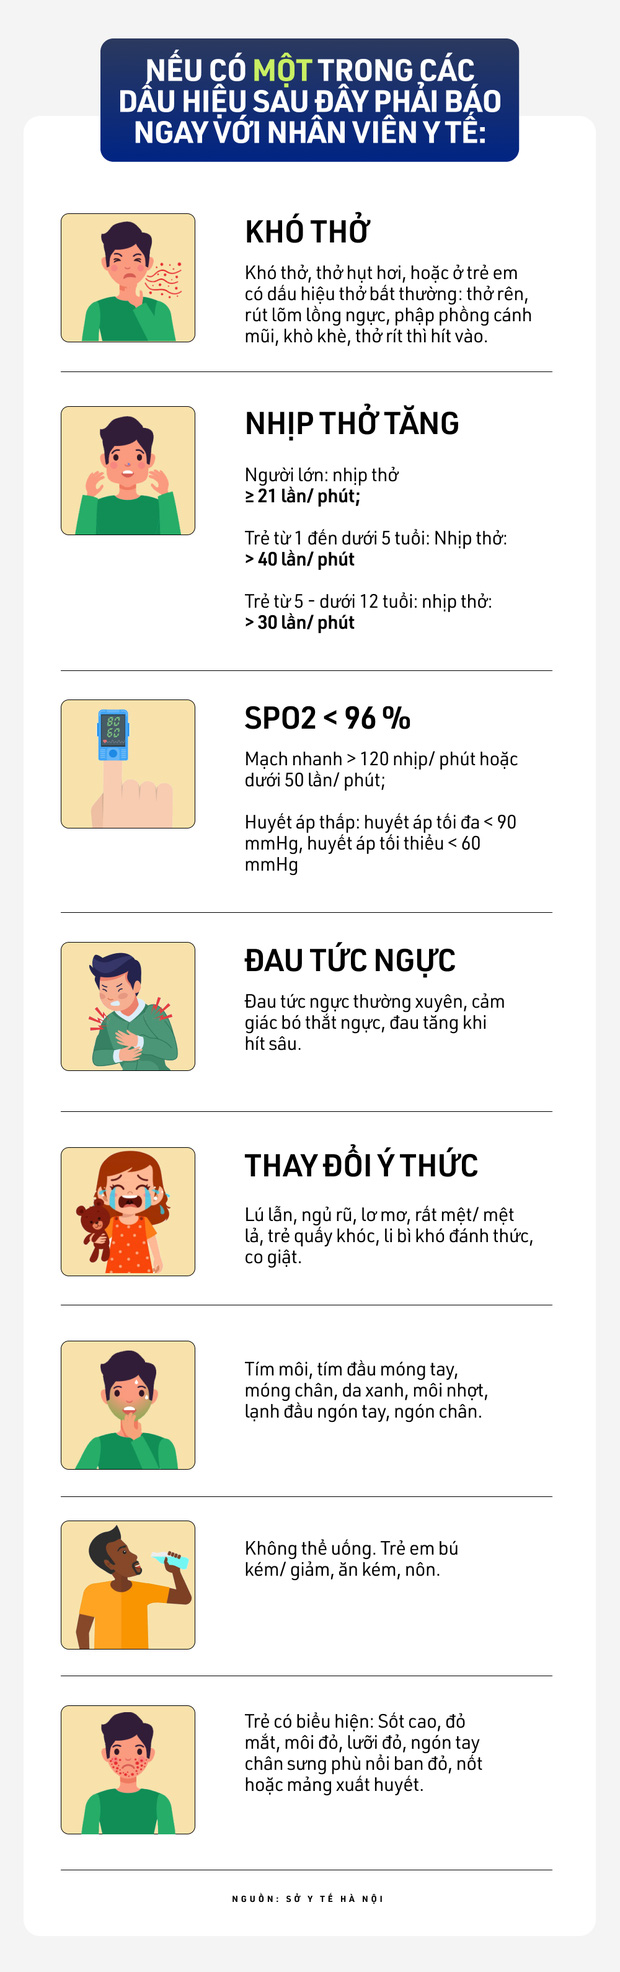 NẾU CÓ MỘT TRONG CÁC
DẤU HIỆU SAU ĐÂY PHẢI BÁO
NGAY VỚI NHÂN VIÊN Y TẾ:
KHÓ THỞ
Khó thở, thở hụt hơi, hoặc ở trẻ em
có dấu hiệu thở bất thường: thở rên,
rút lõm lồng ngực, phập phồng cánh
mũi, khò khè, thở rít thì hít vào.
NHỊP THỞ TĂNG
Người lớn: nhịp thở
≥ 21 lần/ phút;
Trẻ từ 1 đến dưới 5 tuổi: Nhịp thở:
> 40 lần/ phút
Trẻ từ 5 - dưới 12 tuổi: nhịp thở:
> 30 lần/ phút
80
60
SPO2 < 96 %
Mạch nhanh > 120 nhịp/ phút hoặc
dưới 50 lần/ phút;
Huyết áp thấp: huyết áp tối đa < 90
mmHg, huyết áp tối thiểu < 60
mmHg
ĐAU TỨC NGỰC
Đau tức ngực thường xuyên, cảm
giác bó thắt ngực, đau tăng khi
hít sâu.
THAY ĐỔI Ý THỨC
Lú lẫn, ngủ rũ, lơ mơ, rất mệt/ mệt
lả, trẻ quấy khóc, li bì khó đánh thức,
co giật.
Tím môi, tím đầu móng tay,
móng chân, da xanh, môi nhợt,
lạnh đầu ngón tay, ngón chân.
Không thể uống. Trẻ em bú
kém/ giảm, ăn kém, nôn.
Trẻ có biểu hiện: Sốt cao, đỏ
mắt, môi đỏ, lưỡi đỏ, ngón tay
chân sưng phù nổi ban đỏ, nốt
hoặc mảng xuất huyết.
NGUỒN: SỞ Y TẾ HÀ NỘI